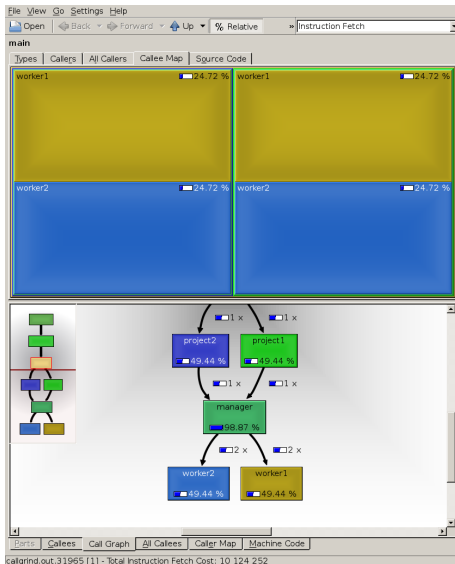 File View Go Settings Help
Open Back Forward Up % Relative » Instruction Fetch
main
Types Callers All Callers Callee Map Source Code
worker1 24.72 % worker1 24.72 %
worker2 24.72 % worker2 24.72 %
1 x 1 x
project2 project1
49.44 % 49.44 %
1 x 1 x
manager
98.87 %
2 x 2 x
worker2 worker1
49.44 % 49.44 %
Parts Callees Call Graph All Callees Caller Map Machine Code
callgrind.out.31965 [1] - Total Instruction Fetch Cost: 10 124 252